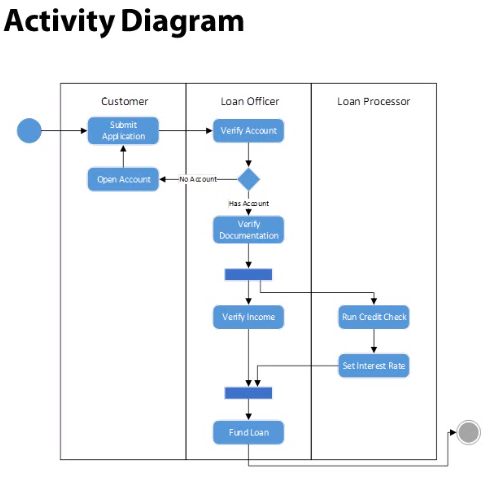 Activity Diagram
Customer
Loan Officer
Loan Processor
Submit
Application
Verify Account
Open Account
No Account
Has Account
Verify
Documentation
Verify Income
Run Credit Check
Set Interest Rate
Fund Loan